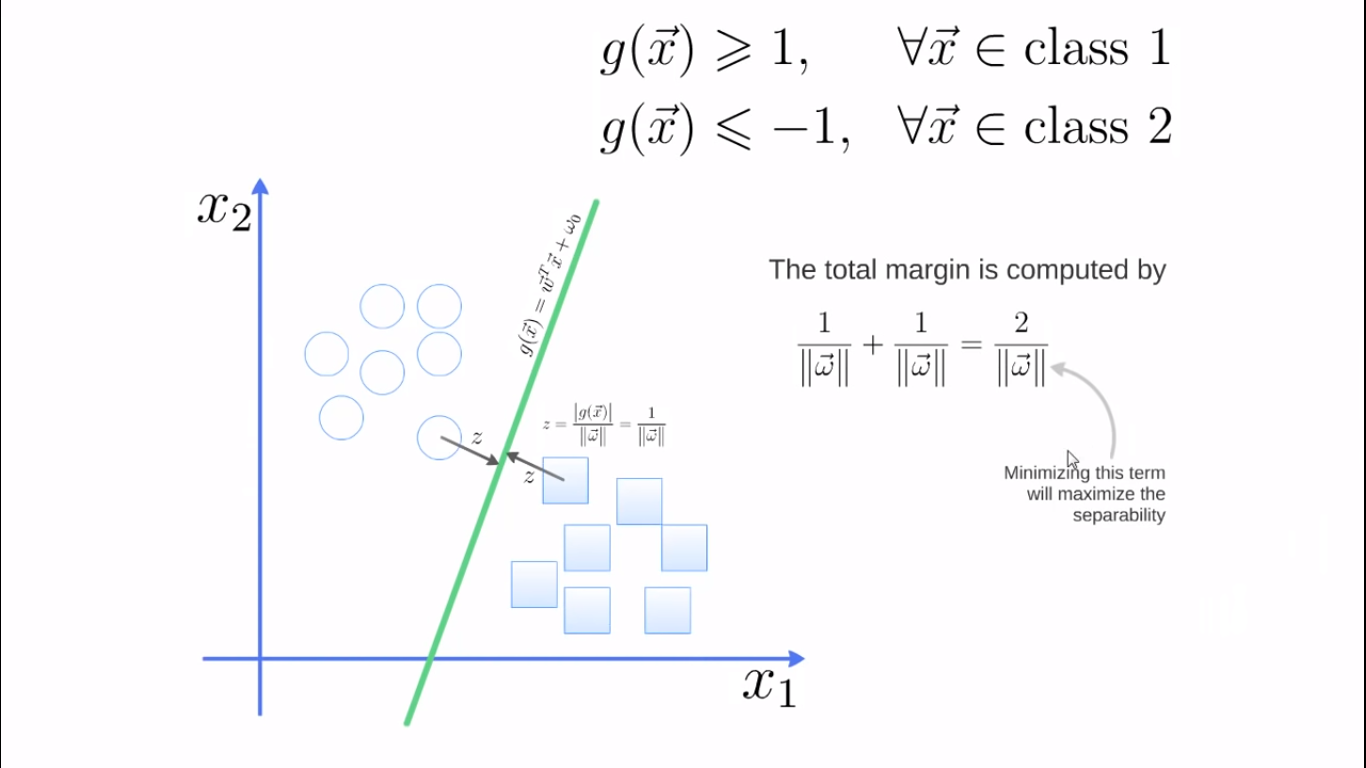 g(x⃗) ⩾ 1, ∀x⃗ ∈ class 1
g(x⃗) ⩽ −1, ∀x⃗ ∈ class 2
x₂
g(x⃗) = w⃗ᵀx⃗ + ω₀
The total margin is computed by
1/‖ω⃗‖ + 1/‖ω⃗‖ = 2/‖ω⃗‖
z = |g(x⃗)|/‖ω⃗‖ = 1/‖ω⃗‖
z
z
Minimizing this term
will maximize the
separability
x₁